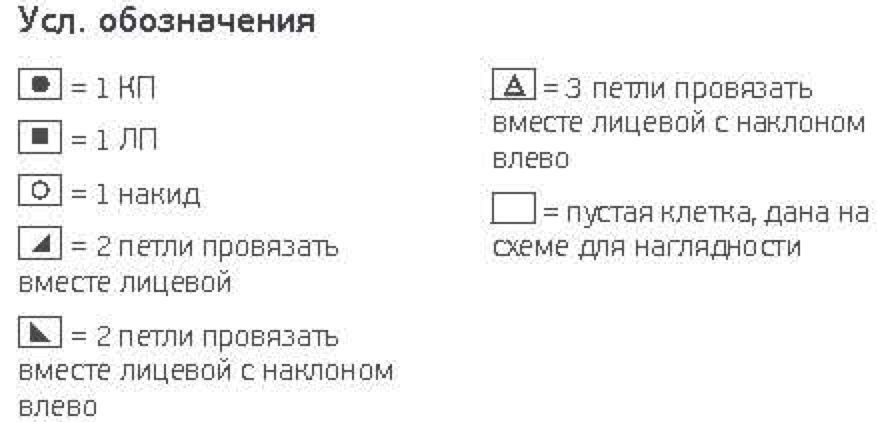 Усл. обозначения
= 1 КП
= 1 ЛП
= 1 накид
= 2 петли провязать
вместе лицевой
= 2 петли провязать
вместе лицевой с наклоном
влево
= 3 петли провязать
вместе лицевой с наклоном
влево
= пустая клетка, дана на
схеме для наглядности